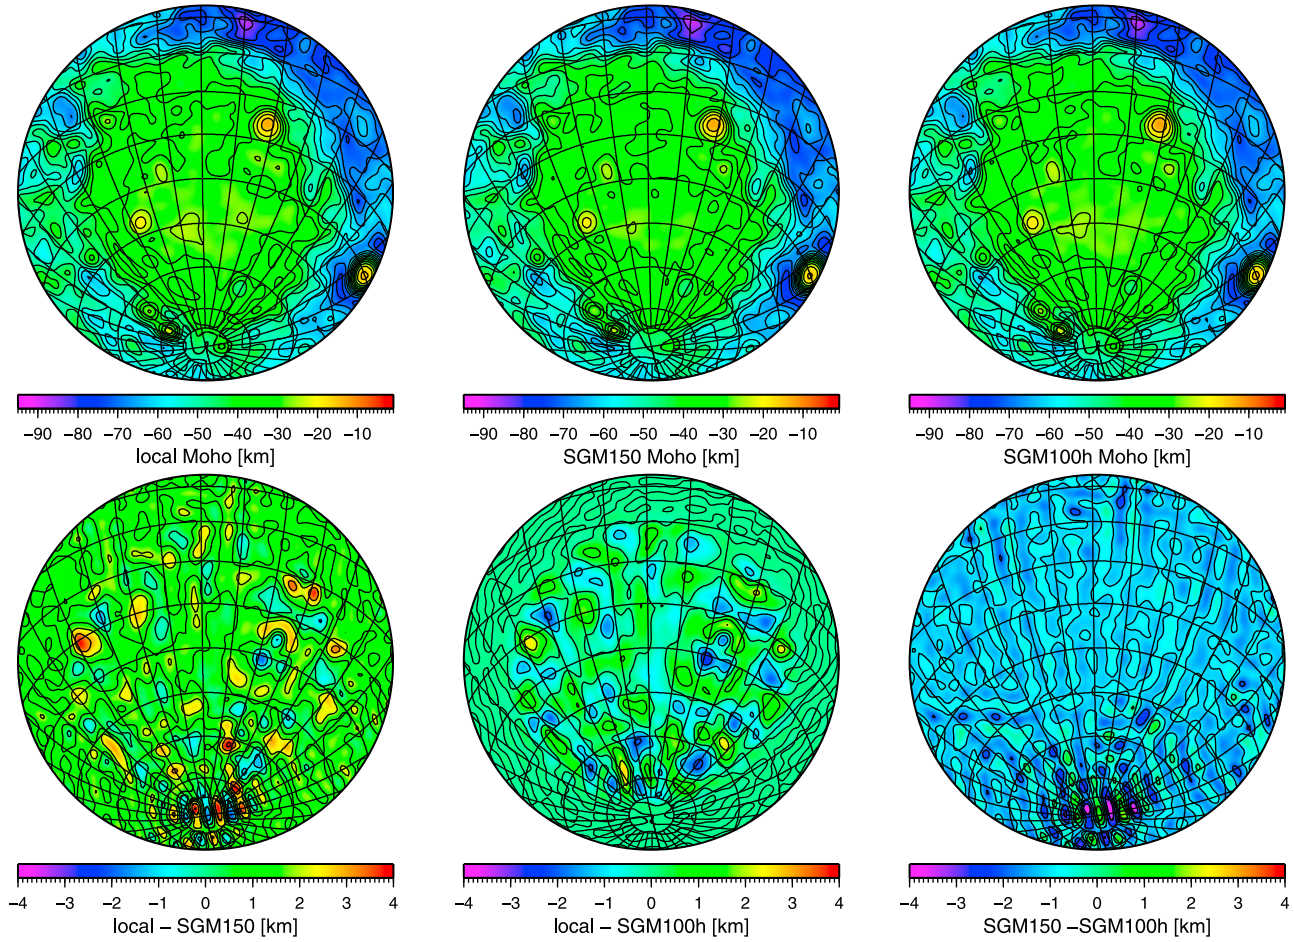 −90 −80 −70 −60 −50 −40 −30 −20 −10
local Moho [km]
−90 −80 −70 −60 −50 −40 −30 −20 −10
SGM150 Moho [km]
−90 −80 −70 −60 −50 −40 −30 −20 −10
SGM100h Moho [km]
−4 −3 −2 −1 0 1 2 3 4
local − SGM150 [km]
−4 −3 −2 −1 0 1 2 3 4
local − SGM100h [km]
−4 −3 −2 −1 0 1 2 3 4
SGM150 −SGM100h [km]